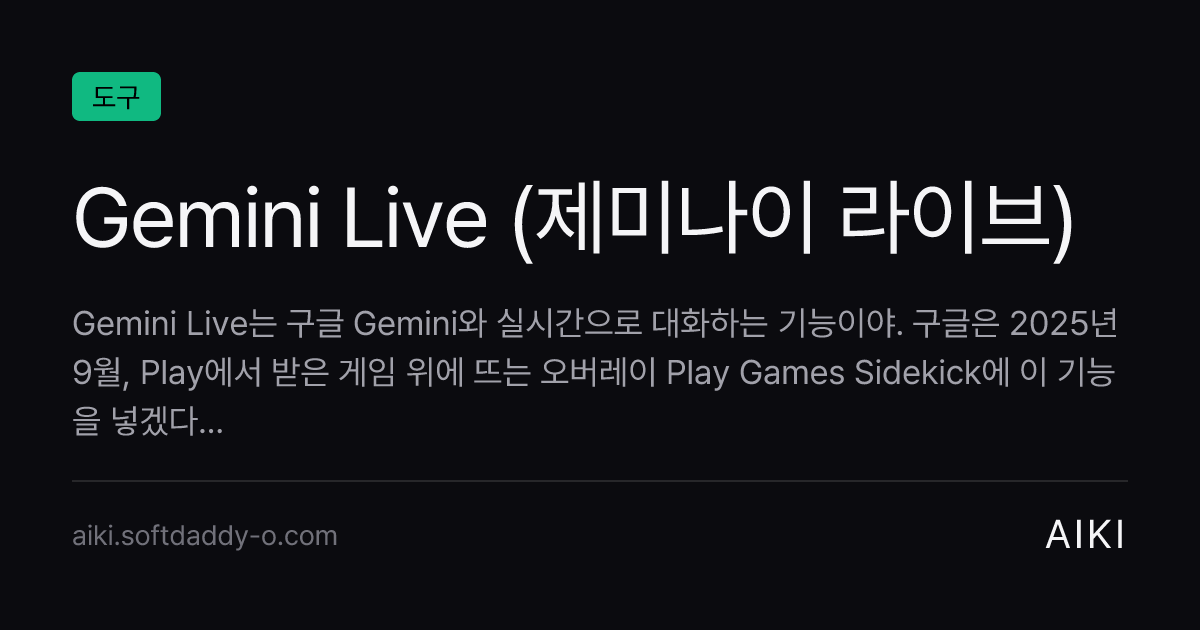 도구
Gemini Live (제미나이 라이브)
Gemini Live는 구글 Gemini와 실시간으로 대화하는 기능이야. 구글은 2025년
9월, Play에서 받은 게임 위에 뜨는 오버레이 Play Games Sidekick에 이 기능
을 넣겠다...
aiki.softdaddy-o.com
AIKI